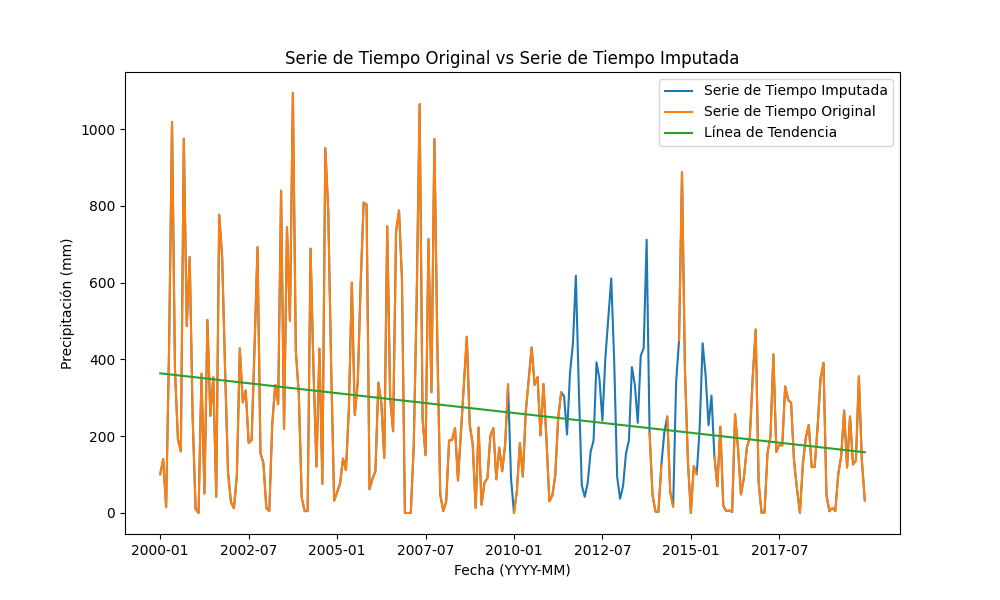 Serie de Tiempo Original vs Serie de Tiempo Imputada
Serie de Tiempo Imputada
Serie de Tiempo Original
Línea de Tendencia
Precipitación (mm)
1000
800
600
400
200
0
2000-01 2002-07 2005-01 2007-07 2010-01 2012-07 2015-01 2017-07
Fecha (YYYY-MM)